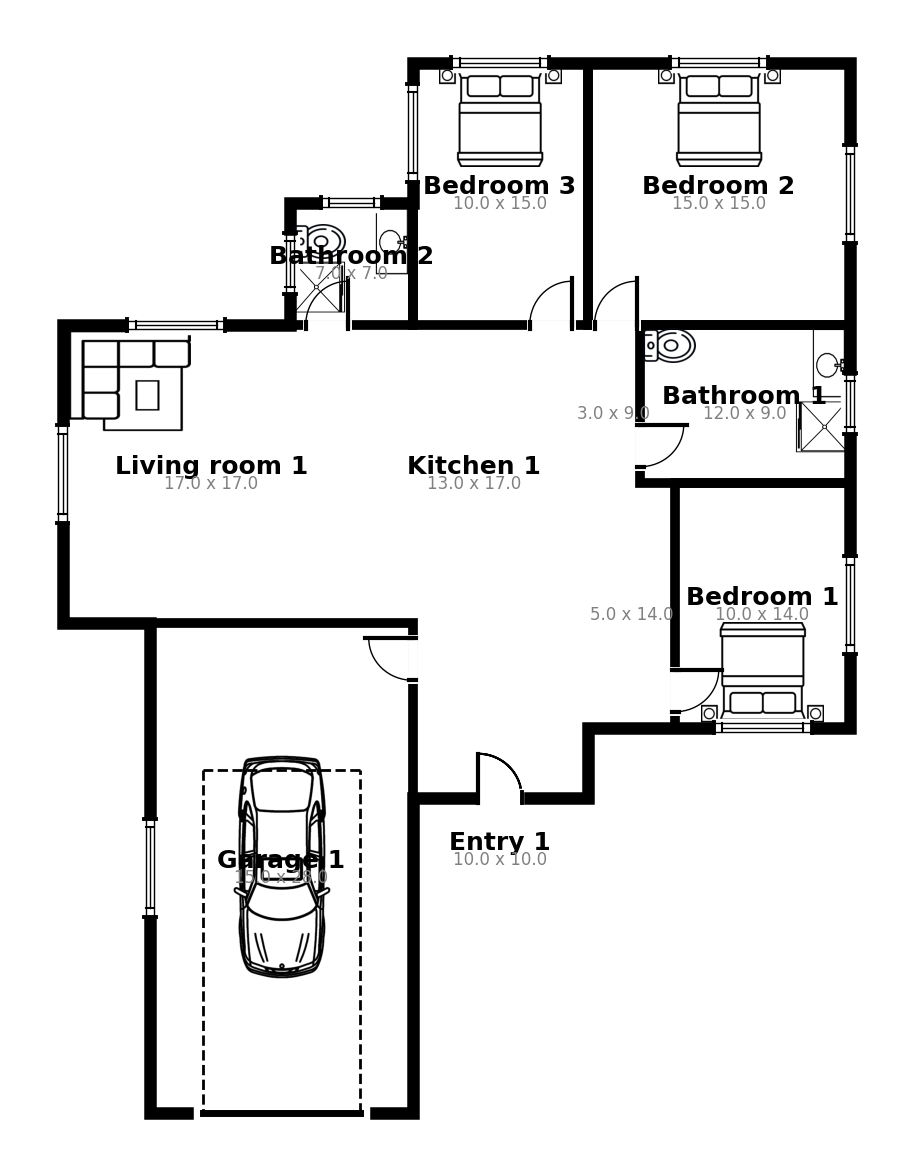 Bedroom 3
10.0 x 15.0
Bedroom 2
15.0 x 15.0
Bathroom 2
7.0 x 7.0
Bathroom 1
12.0 x 9.0
3.0 x 9.0
Living room 1
17.0 x 17.0
Kitchen 1
13.0 x 17.0
Bedroom 1
10.0 x 14.0
5.0 x 14.0
Entry 1
10.0 x 10.0
Garage 1
15.0 x 28.0